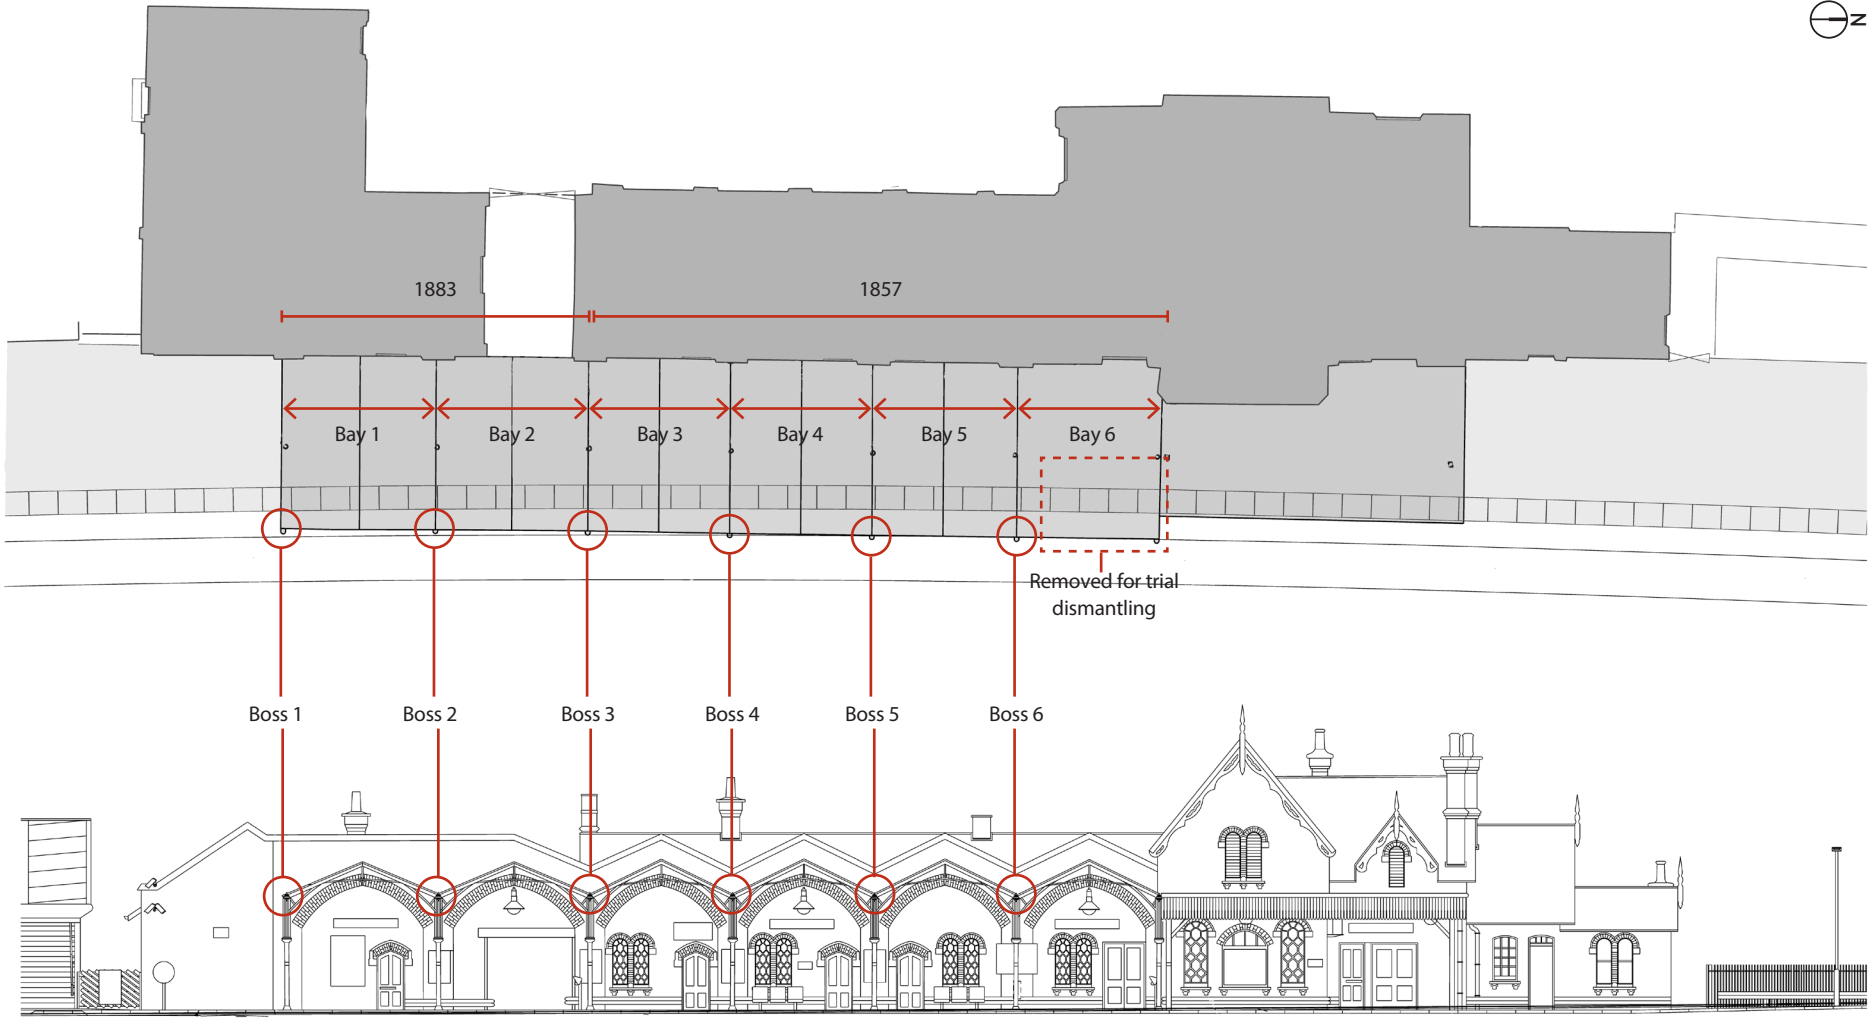 N
1883
1857
Bay 1
Bay 2
Bay 3
Bay 4
Bay 5
Bay 6
Removed for trial
dismantling
Boss 1
Boss 2
Boss 3
Boss 4
Boss 5
Boss 6